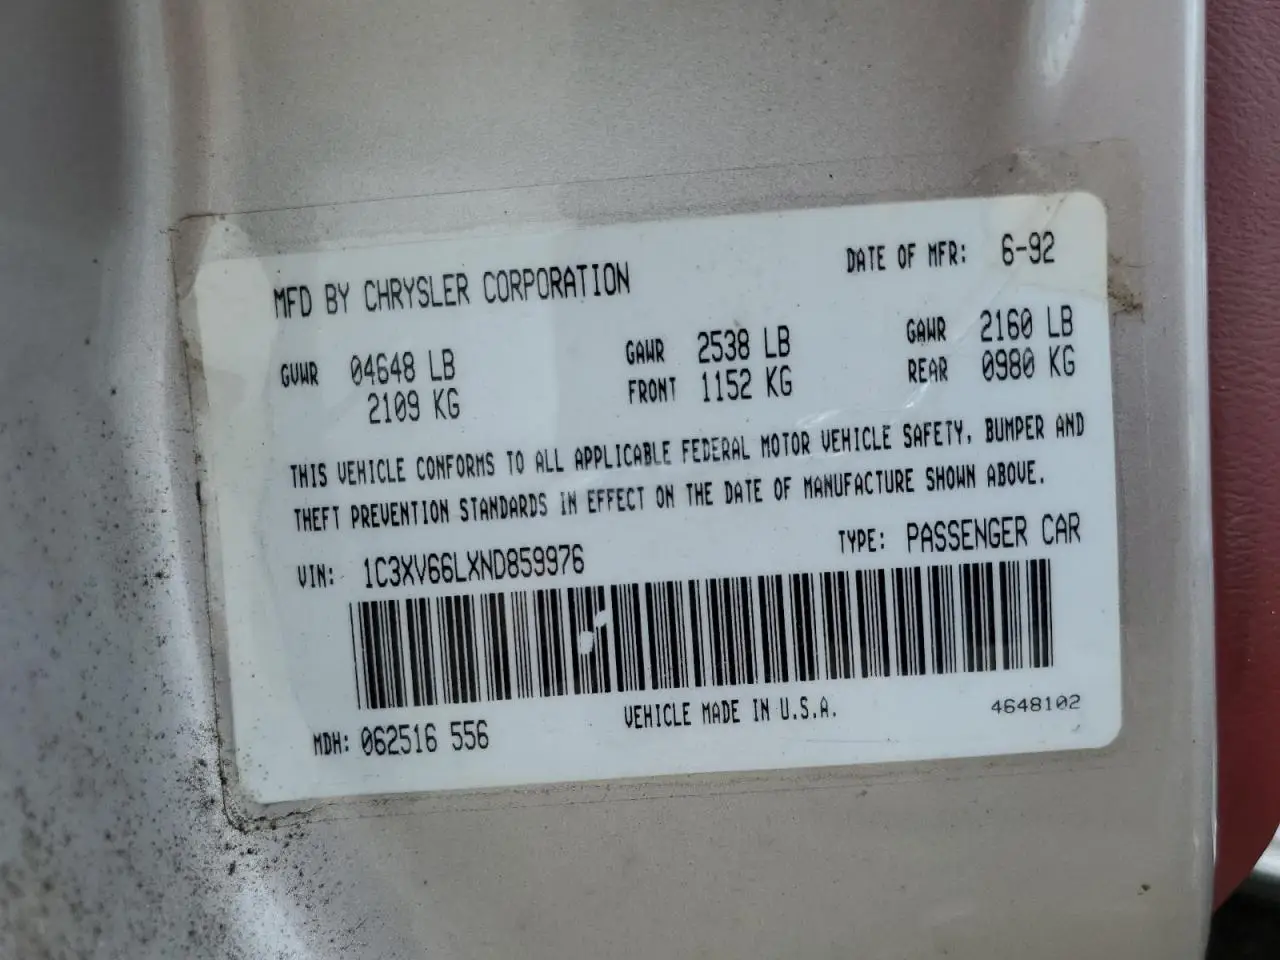 MFD BY CHRYSLER CORPORATION DATE OF MFR: 6-92
GVWR 04648 LB GAWR 2538 LB GAWR 2160 LB
2109 KG FRONT 1152 KG REAR 0980 KG
THIS VEHICLE CONFORMS TO ALL APPLICABLE FEDERAL MOTOR VEHICLE SAFETY, BUMPER AND
THEFT PREVENTION STANDARDS IN EFFECT ON THE DATE OF MANUFACTURE SHOWN ABOVE.
VIN: 1C3XV66LXND859976 TYPE: PASSENGER CAR
MDH: 062516 556 VEHICLE MADE IN U.S.A. 4648102